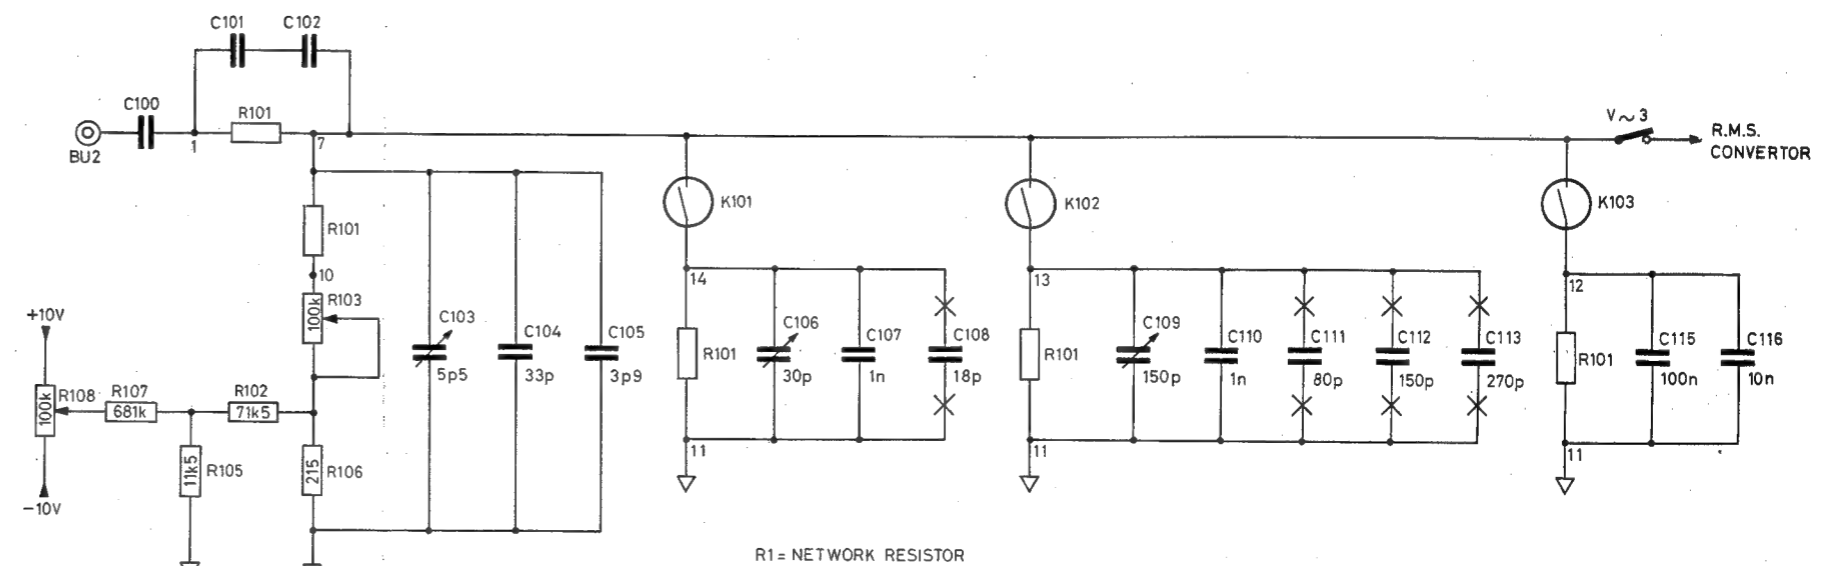 C101 C102
C100
R101
BU2
1
7
V~3
R.M.S.
CONVERTOR
K101
K102
K103
R101
10
R103
100k
14
13
12
+10V
C103
5p5
C104
33p
C105
3p9
R101
C106
30p
C107
1n
C108
18p
R101
C109
150p
C110
1n
C111
80p
C112
150p
C113
270p
R101
C115
100n
C116
10n
R108
100k
R107
681k
R102
71k5
R105
11k5
R106
215
-10V
11
11
11
R1= NETWORK RESISTOR